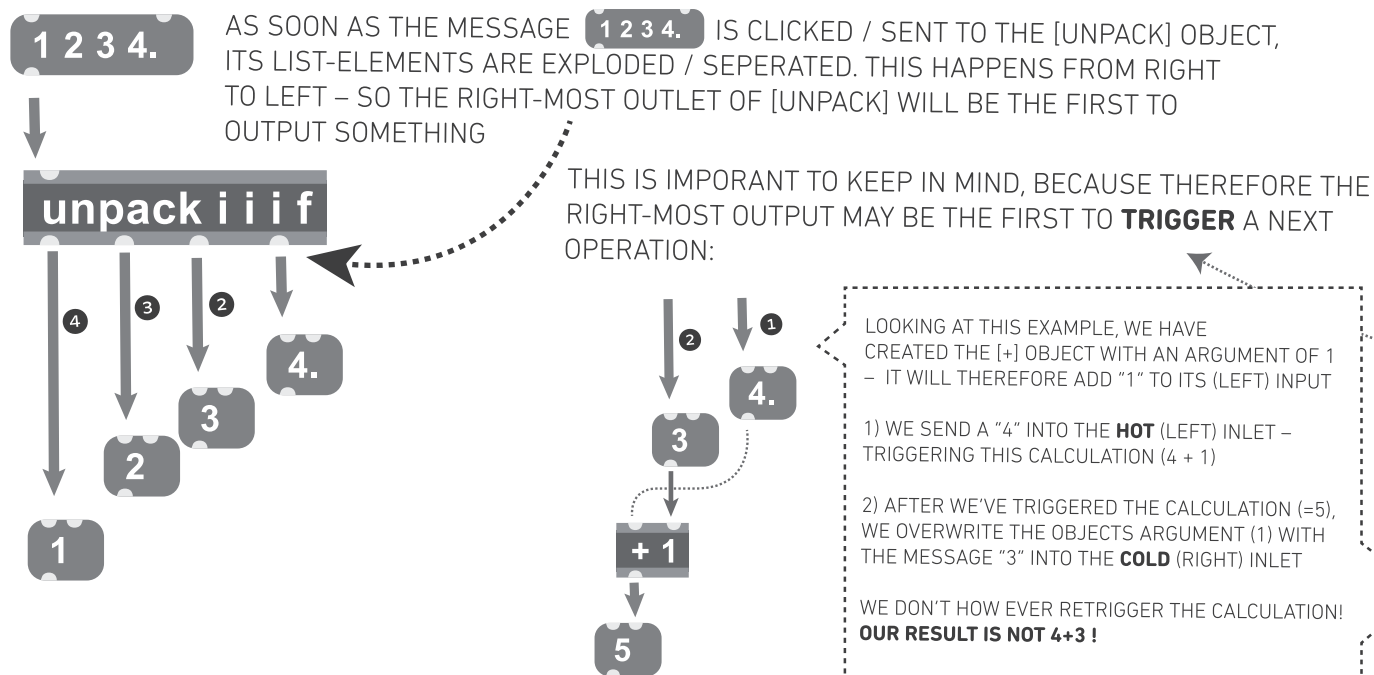 1 2 3 4.
AS SOON AS THE MESSAGE 1 2 3 4. IS CLICKED / SENT TO THE [UNPACK] OBJECT,
ITS LIST-ELEMENTS ARE EXPLODED / SEPERATED. THIS HAPPENS FROM RIGHT
TO LEFT – SO THE RIGHT-MOST OUTLET OF [UNPACK] WILL BE THE FIRST TO
OUTPUT SOMETHING
unpack i i i f
THIS IS IMPORANT TO KEEP IN MIND, BECAUSE THEREFORE THE
RIGHT-MOST OUTPUT MAY BE THE FIRST TO TRIGGER A NEXT
OPERATION:
4
3
2
4.
3
2
1
2
1
4.
3
+ 1
5
LOOKING AT THIS EXAMPLE, WE HAVE
CREATED THE [+] OBJECT WITH AN ARGUMENT OF 1
– IT WILL THEREFORE ADD "1" TO ITS (LEFT) INPUT
1) WE SEND A "4" INTO THE HOT (LEFT) INLET –
TRIGGERING THIS CALCULATION (4 + 1)
2) AFTER WE'VE TRIGGERED THE CALCULATION (=5),
WE OVERWRITE THE OBJECTS ARGUMENT (1) WITH
THE MESSAGE "3" INTO THE COLD (RIGHT) INLET
WE DON'T HOW EVER RETRIGGER THE CALCULATION!
OUR RESULT IS NOT 4+3 !